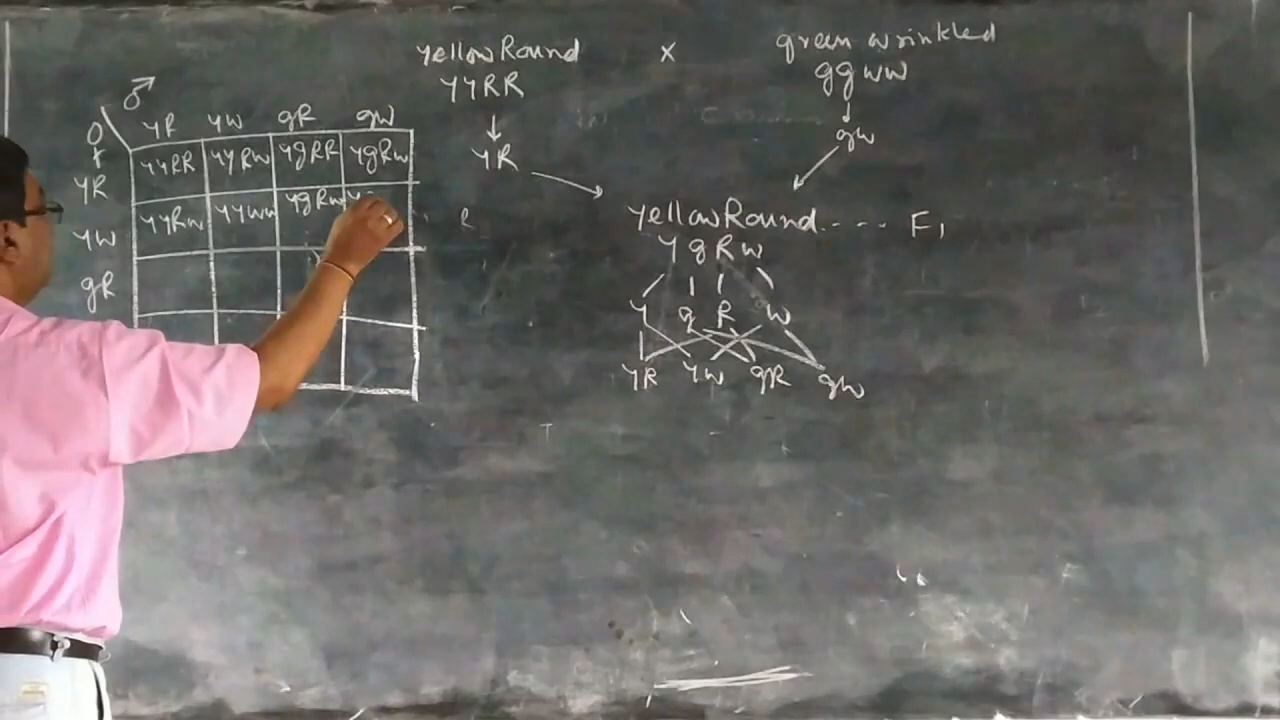 yellow Round × green wrinkled
YYRR ggww
YR gw
yellow Round .... F1
YgRw
Y g R w
YR Yw gR gw
♂
♀ YR Yw gR gw
YR YYRR YYRw YgRR YgRw
Yw YYRw YYww YgRw
gR